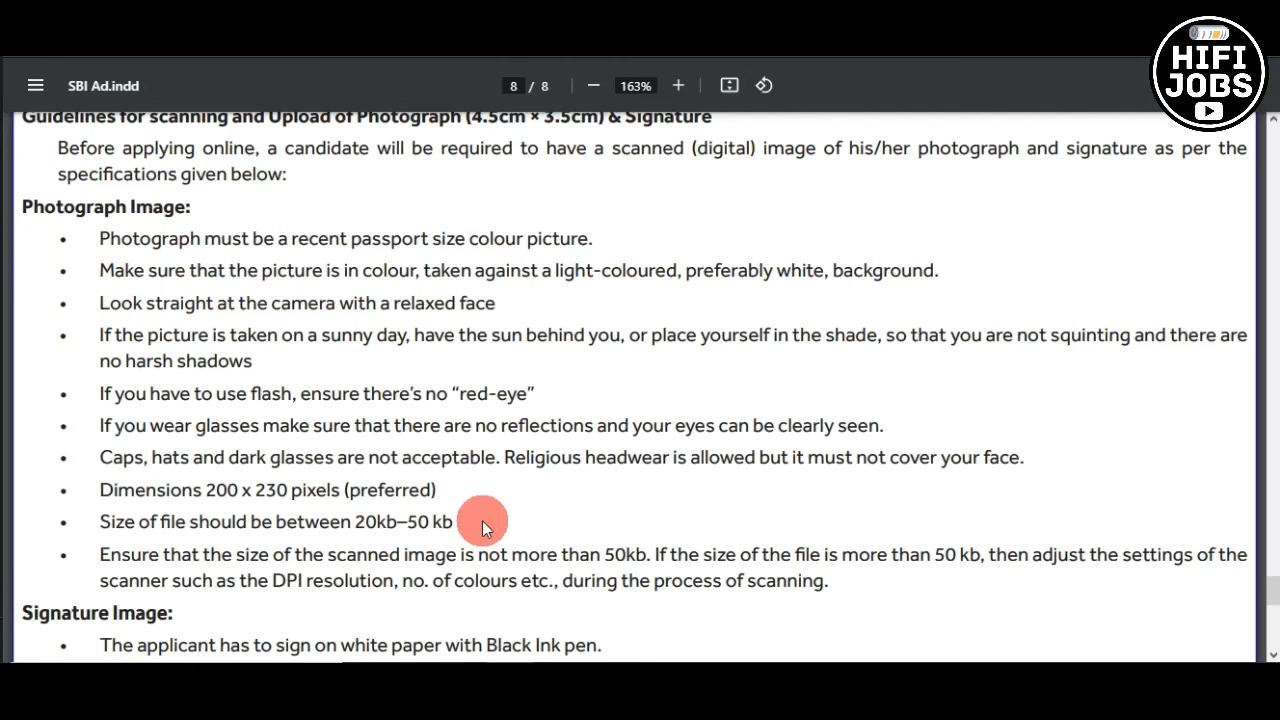 HIFI
JOBS
SBI Ad.indd
8 / 8
163%
Guidelines for scanning and Upload of Photograph (4.5cm × 3.5cm) & Signature
Before applying online, a candidate will be required to have a scanned (digital) image of his/her photograph and signature as per the
specifications given below:
Photograph Image:
• Photograph must be a recent passport size colour picture.
• Make sure that the picture is in colour, taken against a light-coloured, preferably white, background.
• Look straight at the camera with a relaxed face
• If the picture is taken on a sunny day, have the sun behind you, or place yourself in the shade, so that you are not squinting and there are
no harsh shadows
• If you have to use flash, ensure there's no “red-eye”
• If you wear glasses make sure that there are no reflections and your eyes can be clearly seen.
• Caps, hats and dark glasses are not acceptable. Religious headwear is allowed but it must not cover your face.
• Dimensions 200 x 230 pixels (preferred)
• Size of file should be between 20kb–50 kb
• Ensure that the size of the scanned image is not more than 50kb. If the size of the file is more than 50 kb, then adjust the settings of the
scanner such as the DPI resolution, no. of colours etc., during the process of scanning.
Signature Image:
• The applicant has to sign on white paper with Black Ink pen.